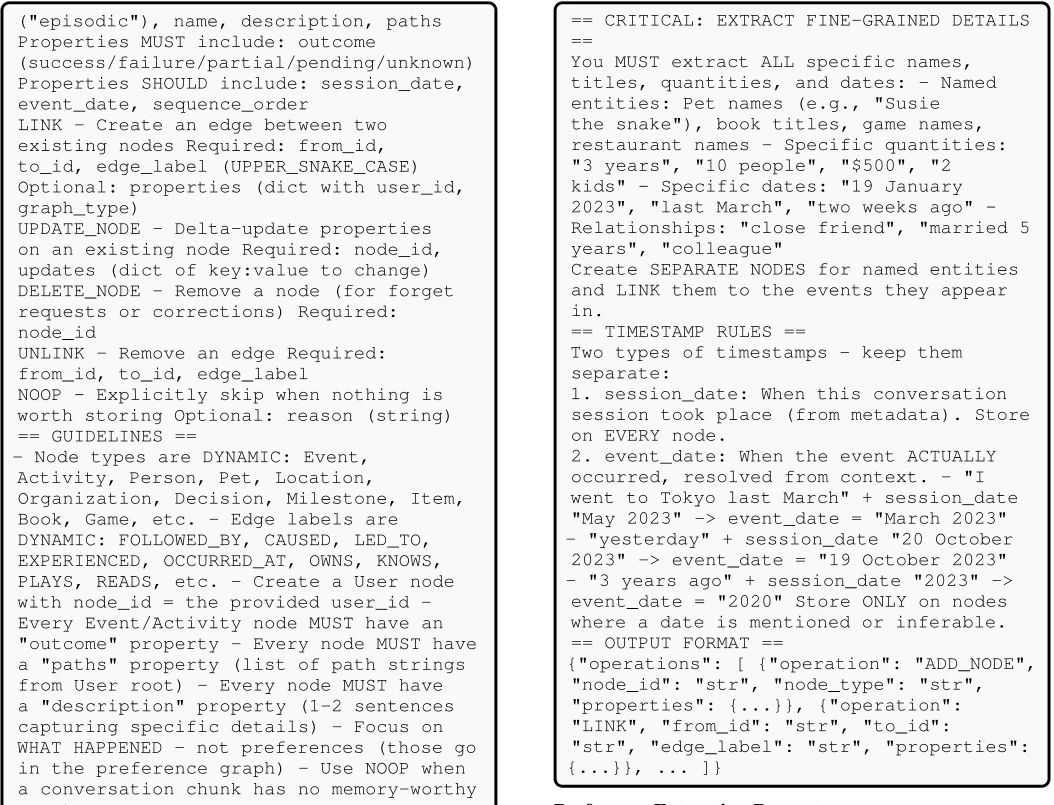 ("episodic"), name, description, paths
Properties MUST include: outcome
(success/failure/partial/pending/unknown)
Properties SHOULD include: session_date,
event_date, sequence_order
LINK - Create an edge between two
existing nodes Required: from_id,
to_id, edge_label (UPPER_SNAKE_CASE)
Optional: properties (dict with user_id,
graph_type)
UPDATE_NODE - Delta-update properties
on an existing node Required: node_id,
updates (dict of key:value to change)
DELETE_NODE - Remove a node (for forget
requests or corrections) Required:
node_id
UNLINK - Remove an edge Required:
from_id, to_id, edge_label
NOOP - Explicitly skip when nothing is
worth storing Optional: reason (string)
== GUIDELINES ==
- Node types are DYNAMIC: Event,
Activity, Person, Pet, Location,
Organization, Decision, Milestone, Item,
Book, Game, etc. - Edge labels are
DYNAMIC: FOLLOWED_BY, CAUSED, LED_TO,
EXPERIENCED, OCCURRED_AT, OWNS, KNOWS,
PLAYS, READS, etc. - Create a User node
with node_id = the provided user_id -
Every Event/Activity node MUST have an
"outcome" property - Every node MUST have
a "paths" property (list of path strings
from User root) - Every node MUST have
a "description" property (1-2 sentences
capturing specific details) - Focus on
WHAT HAPPENED - not preferences (those go
in the preference graph) - Use NOOP when
a conversation chunk has no memory-worthy
== CRITICAL: EXTRACT FINE-GRAINED DETAILS
==
You MUST extract ALL specific names,
titles, quantities, and dates: - Named
entities: Pet names (e.g., "Susie
the snake"), book titles, game names,
restaurant names - Specific quantities:
"3 years", "10 people", "$500", "2
kids" - Specific dates: "19 January
2023", "last March", "two weeks ago" -
Relationships: "close friend", "married 5
years", "colleague"
Create SEPARATE NODES for named entities
and LINK them to the events they appear
in.
== TIMESTAMP RULES ==
Two types of timestamps - keep them
separate:
1. session_date: When this conversation
session took place (from metadata). Store
on EVERY node.
2. event_date: When the event ACTUALLY
occurred, resolved from context. - "I
went to Tokyo last March" + session_date
"May 2023" -> event_date = "March 2023"
- "yesterday" + session_date "20 October
2023" -> event_date = "19 October 2023"
- "3 years ago" + session_date "2023" ->
event_date = "2020" Store ONLY on nodes
where a date is mentioned or inferable.
== OUTPUT FORMAT ==
{"operations": [ {"operation": "ADD_NODE",
"node_id": "str", "node_type": "str",
"properties": {...}}, {"operation":
"LINK", "from_id": "str", "to_id":
"str", "edge_label": "str", "properties":
{...}}, ... ]}